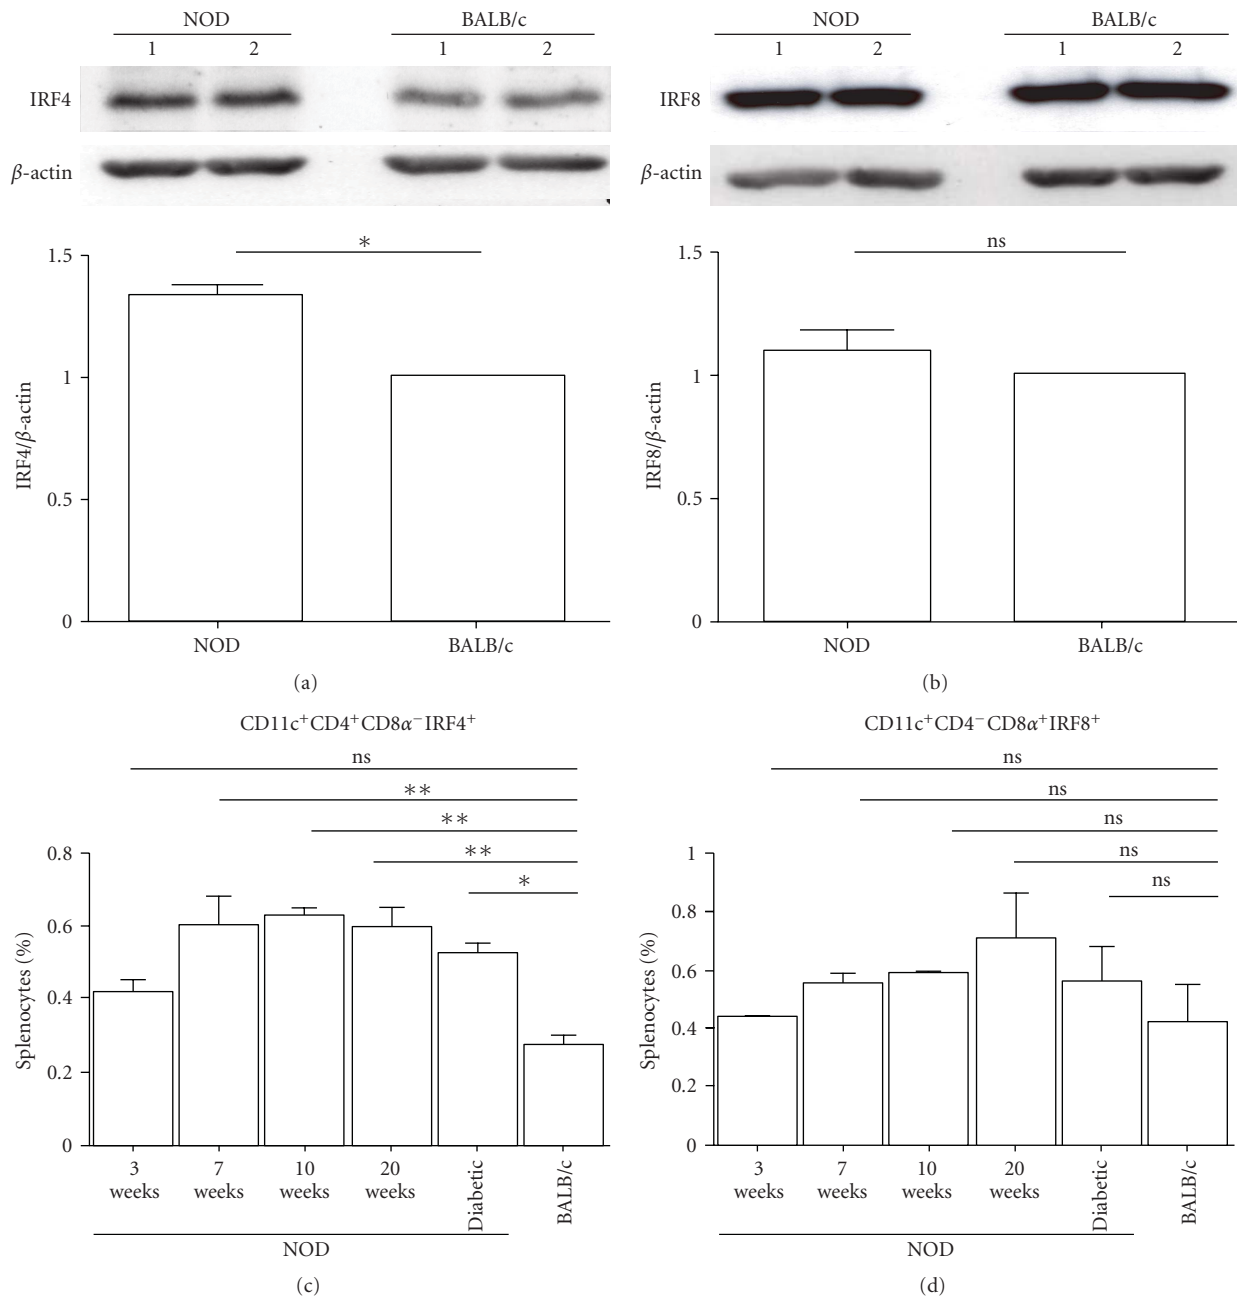 NOD BALB/c
1 2 1 2
IRF4
β-actin
1.5
1
0.5
0
IRF4/β-actin
*
NOD BALB/c
(a)
NOD BALB/c
1 2 1 2
IRF8
β-actin
1.5
1
0.5
0
IRF8/β-actin
ns
NOD BALB/c
(b)
CD11c⁺CD4⁺CD8α⁻IRF4⁺
ns
**
**
**
*
0.8
0.6
0.4
0.2
0
Splenocytes (%)
3 weeks
7 weeks
10 weeks
20 weeks
Diabetic
BALB/c
NOD
(c)
CD11c⁺CD4⁻CD8α⁺IRF8⁺
ns
ns
ns
ns
ns
1
0.8
0.6
0.4
0.2
0
Splenocytes (%)
3 weeks
7 weeks
10 weeks
20 weeks
Diabetic
BALB/c
NOD
(d)